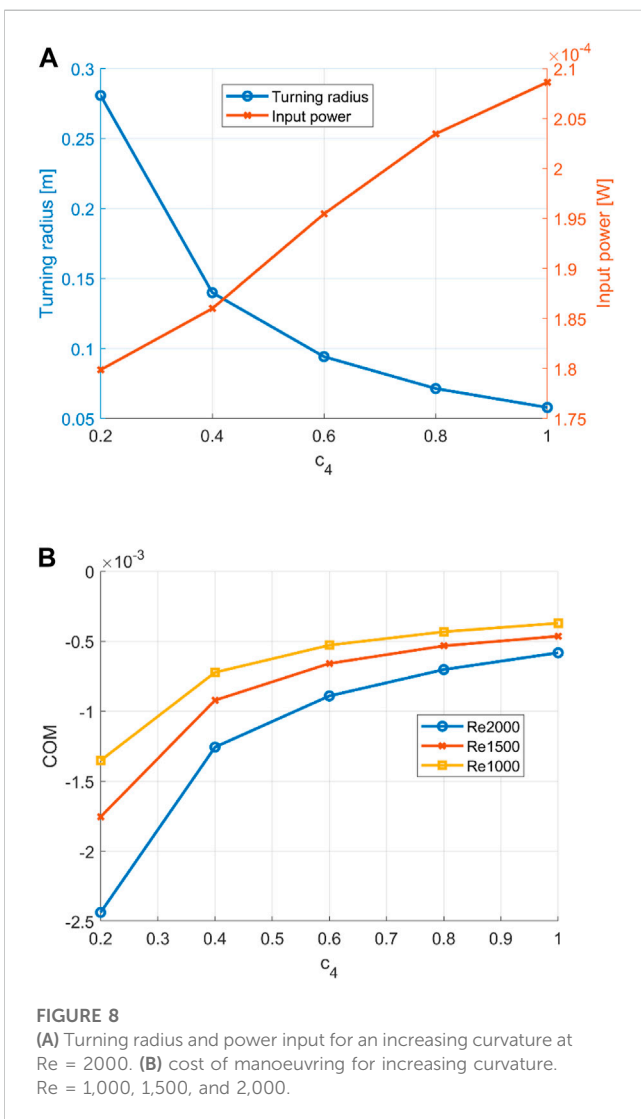 A
×10⁻⁴
0.3
0.25
0.2
0.15
0.1
0.05
Turning radius [m]
Turning radius
Input power
2.1
2.05
2
1.95
1.9
1.85
1.8
1.75
Input power [W]
0.2 0.4 0.6 0.8 1
c₄
B
×10⁻³
0
-0.5
-1
-1.5
-2
-2.5
COM
Re2000
Re1500
Re1000
0.2 0.3 0.4 0.5 0.6 0.7 0.8 0.9 1
c₄
FIGURE 8
(A) Turning radius and power input for an increasing curvature at
Re = 2000. (B) cost of manoeuvring for increasing curvature.
Re = 1,000, 1,500, and 2,000.